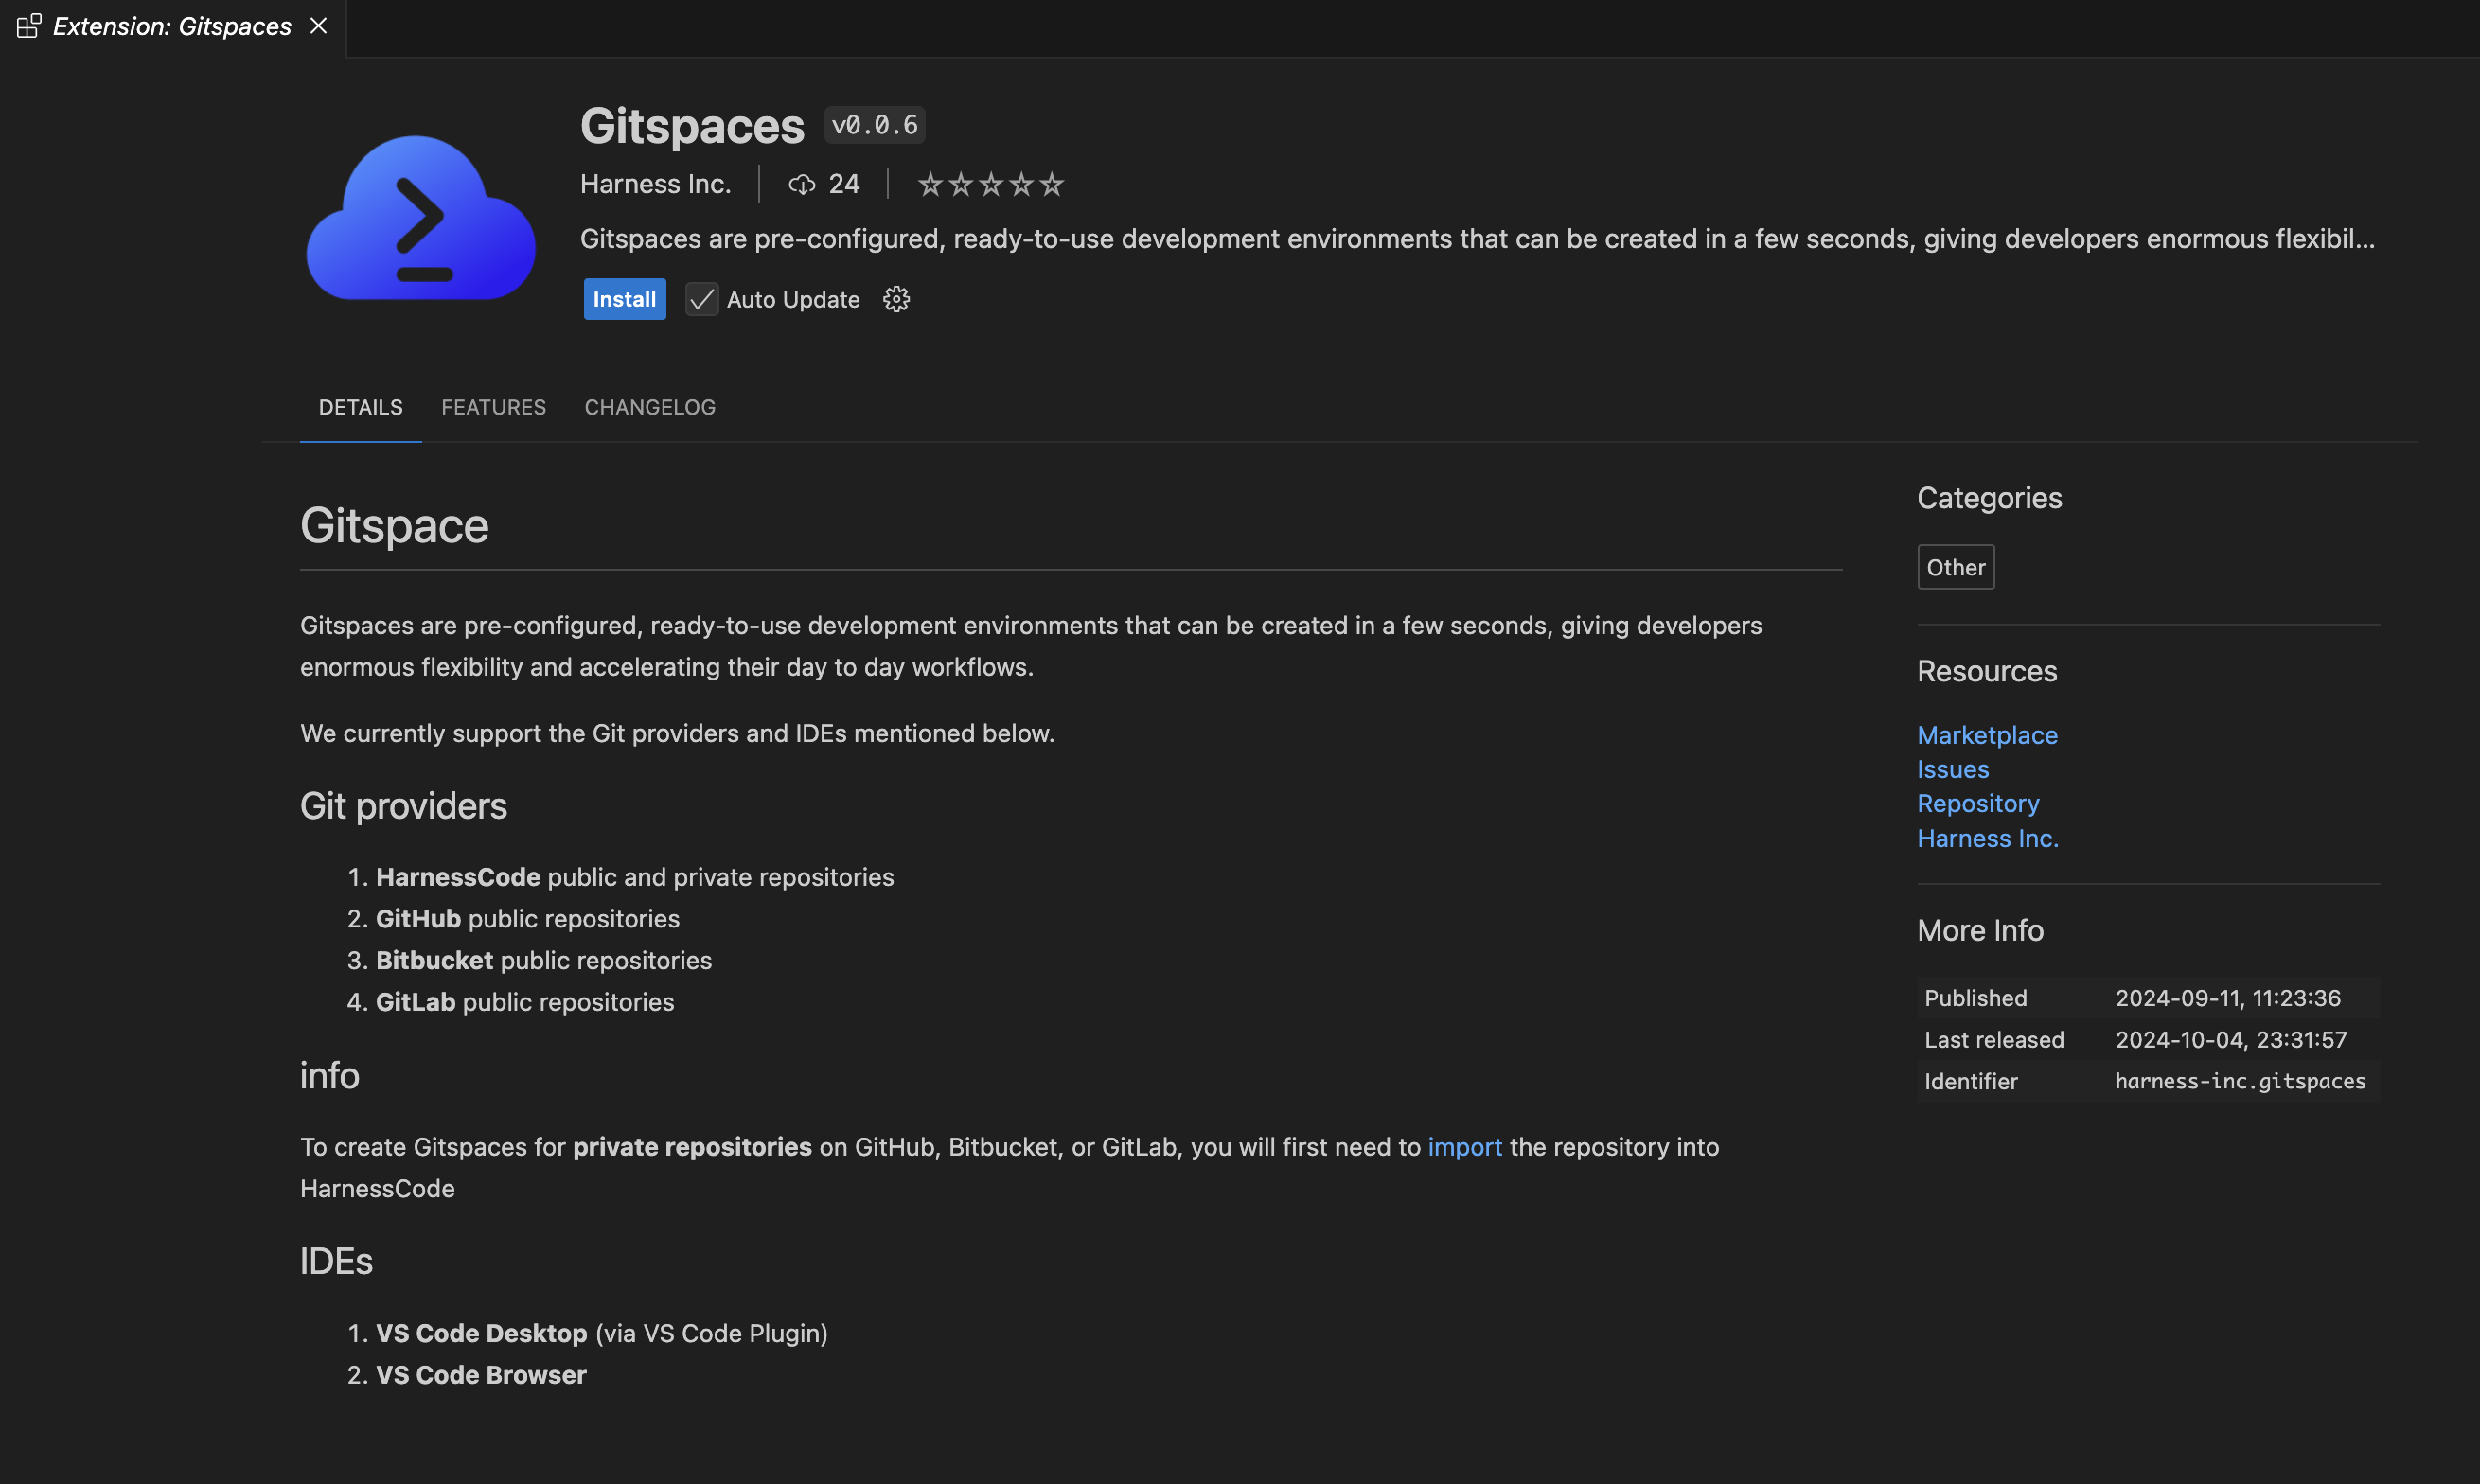 Extension: Gitspaces
Gitspaces v0.0.6
Harness Inc. 24
Gitspaces are pre-configured, ready-to-use development environments that can be created in a few seconds, giving developers enormous flexibil...
Install Auto Update
DETAILS FEATURES CHANGELOG
Gitspace
Gitspaces are pre-configured, ready-to-use development environments that can be created in a few seconds, giving developers
enormous flexibility and accelerating their day to day workflows.
We currently support the Git providers and IDEs mentioned below.
Git providers
1. HarnessCode public and private repositories
2. GitHub public repositories
3. Bitbucket public repositories
4. GitLab public repositories
info
To create Gitspaces for private repositories on GitHub, Bitbucket, or GitLab, you will first need to import the repository into
HarnessCode
IDEs
1. VS Code Desktop (via VS Code Plugin)
2. VS Code Browser
Categories
Other
Resources
Marketplace
Issues
Repository
Harness Inc.
More Info
Published 2024-09-11, 11:23:36
Last released 2024-10-04, 23:31:57
Identifier harness-inc.gitspaces